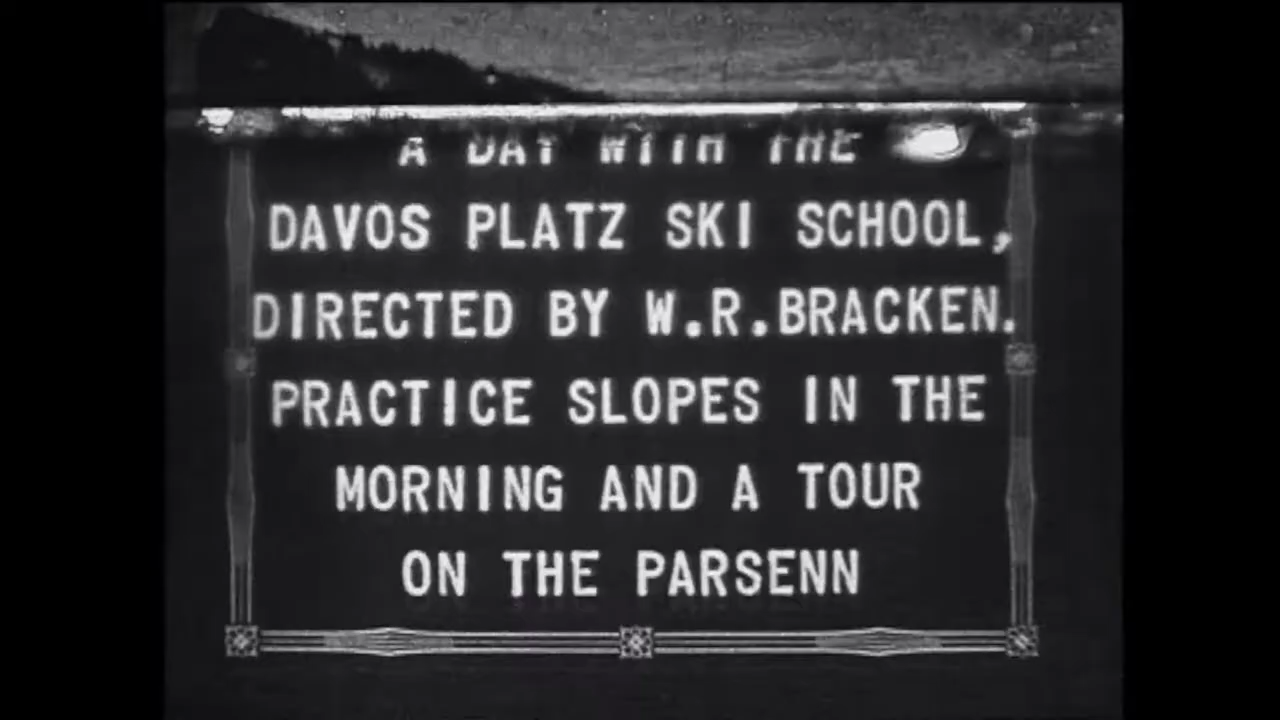 A DAY WITH THE
DAVOS PLATZ SKI SCHOOL,
DIRECTED BY W.R.BRACKEN.
PRACTICE SLOPES IN THE
MORNING AND A TOUR
ON THE PARSENN